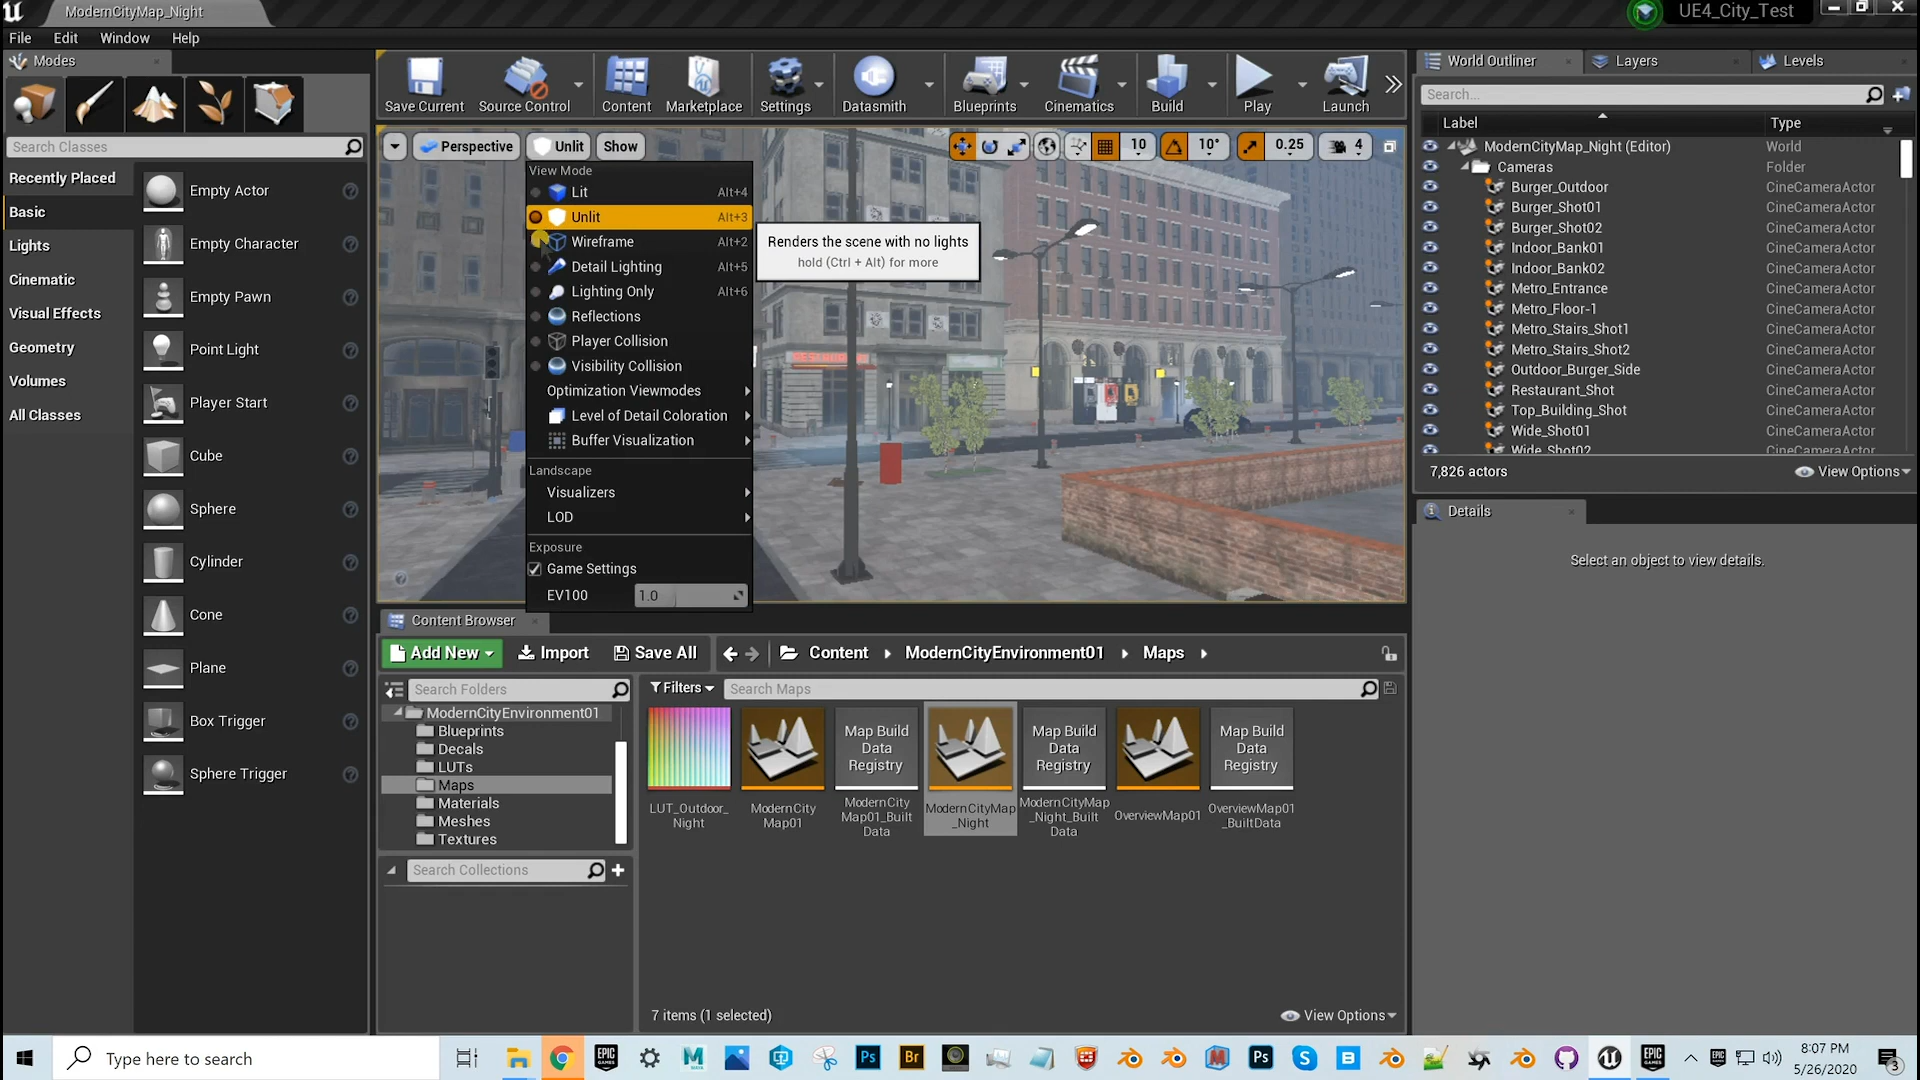 ModernCityMap_Night
UE4_City_Test
File Edit Window Help
Modes
Search Classes
Recently Placed
Basic
Lights
Cinematic
Visual Effects
Geometry
Volumes
All Classes
Empty Actor
Empty Character
Empty Pawn
Point Light
Player Start
Cube
Sphere
Cylinder
Cone
Plane
Box Trigger
Sphere Trigger
Save Current
Source Control
Content
Marketplace
Settings
Datasmith
Blueprints
Cinematics
Build
Play
Launch
Perspective
Unlit
Show
10
10°
0.25
4
View Mode
Lit Alt+4
Unlit Alt+3
Wireframe Alt+2
Detail Lighting Alt+5
Lighting Only Alt+6
Reflections
Player Collision
Visibility Collision
Optimization Viewmodes
Level of Detail Coloration
Buffer Visualization
Landscape
Visualizers
LOD
Exposure
Game Settings
EV100 1.0
Renders the scene with no lights
hold (Ctrl + Alt) for more
World Outliner
Layers
Levels
Search...
Label Type
ModernCityMap_Night (Editor) World
Cameras Folder
Burger_Outdoor CineCameraActor
Burger_Shot01 CineCameraActor
Burger_Shot02 CineCameraActor
Indoor_Bank01 CineCameraActor
Indoor_Bank02 CineCameraActor
Metro_Entrance CineCameraActor
Metro_Floor-1 CineCameraActor
Metro_Stairs_Shot1 CineCameraActor
Metro_Stairs_Shot2 CineCameraActor
Outdoor_Burger_Side CineCameraActor
Restaurant_Shot CineCameraActor
Top_Building_Shot CineCameraActor
Wide_Shot01 CineCameraActor
Wide_Shot02 CineCameraActor
7,826 actors View Options
Details
Select an object to view details.
Content Browser
Add New Import Save All Content ModernCityEnvironment01 Maps
Search Folders
ModernCityEnvironment01
Blueprints
Decals
LUTs
Maps
Materials
Meshes
Textures
Search Collections
Filters Search Maps
LUT_Outdoor_
Night
ModernCity
Map01
Map Build
Data
Registry
ModernCity
Map01_Built
Data
ModernCityMap
_Night
Map Build
Data
Registry
ModernCityMap
_Night_Built
Data
OverviewMap01
Map Build
Data
Registry
OverviewMap01
_BuiltData
7 items (1 selected) View Options
Type here to search
EPIC
GAMES
Ps
Br
Ps
8:07 PM
5/26/2020
3